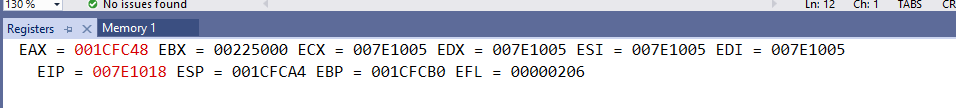 130 %
No issues found
Ln: 12 Ch: 1 TABS CR
Registers
Memory 1
EAX = 001CFC48 EBX = 00225000 ECX = 007E1005 EDX = 007E1005 ESI = 007E1005 EDI = 007E1005
EIP = 007E1018 ESP = 001CFCA4 EBP = 001CFCB0 EFL = 00000206